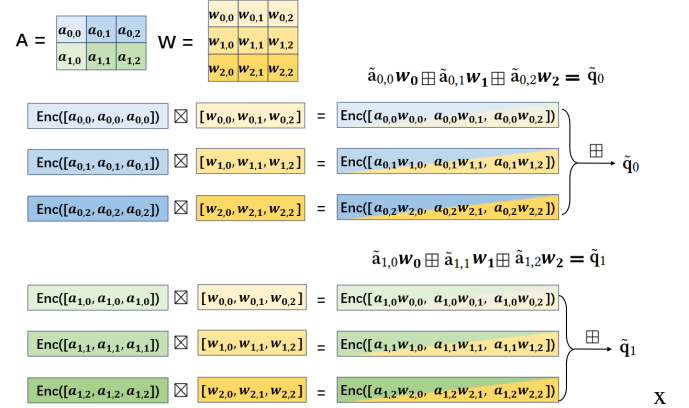 A = a0,0 a0,1 a0,2 W = w0,0 w0,1 w0,2
a1,0 a1,1 a1,2 w1,0 w1,1 w1,2
w2,0 w2,1 w2,2
ã0,0w0 ⊞ ã0,1w1 ⊞ ã0,2w2 = q̃0
Enc([a0,0, a0,0, a0,0]) ⊠ [w0,0, w0,1, w0,2] = Enc([a0,0w0,0, a0,0w0,1, a0,0w0,2])
Enc([a0,1, a0,1, a0,1]) ⊠ [w1,0, w1,1, w1,2] = Enc([a0,1w1,0, a0,1w1,1, a0,1w1,2]) ⊞ q̃0
Enc([a0,2, a0,2, a0,2]) ⊠ [w2,0, w2,1, w2,2] = Enc([a0,2w2,0, a0,2w2,1, a0,2w2,2])
ã1,0w0 ⊞ ã1,1w1 ⊞ ã1,2w2 = q̃1
Enc([a1,0, a1,0, a1,0]) ⊠ [w0,0, w0,1, w0,2] = Enc([a1,0w0,0, a1,0w0,1, a1,0w0,2])
Enc([a1,1, a1,1, a1,1]) ⊠ [w1,0, w1,1, w1,2] = Enc([a1,1w1,0, a1,1w1,1, a1,1w1,2]) ⊞ q̃1
Enc([a1,2, a1,2, a1,2]) ⊠ [w2,0, w2,1, w2,2] = Enc([a1,2w2,0, a1,2w2,1, a1,2w2,2])
x